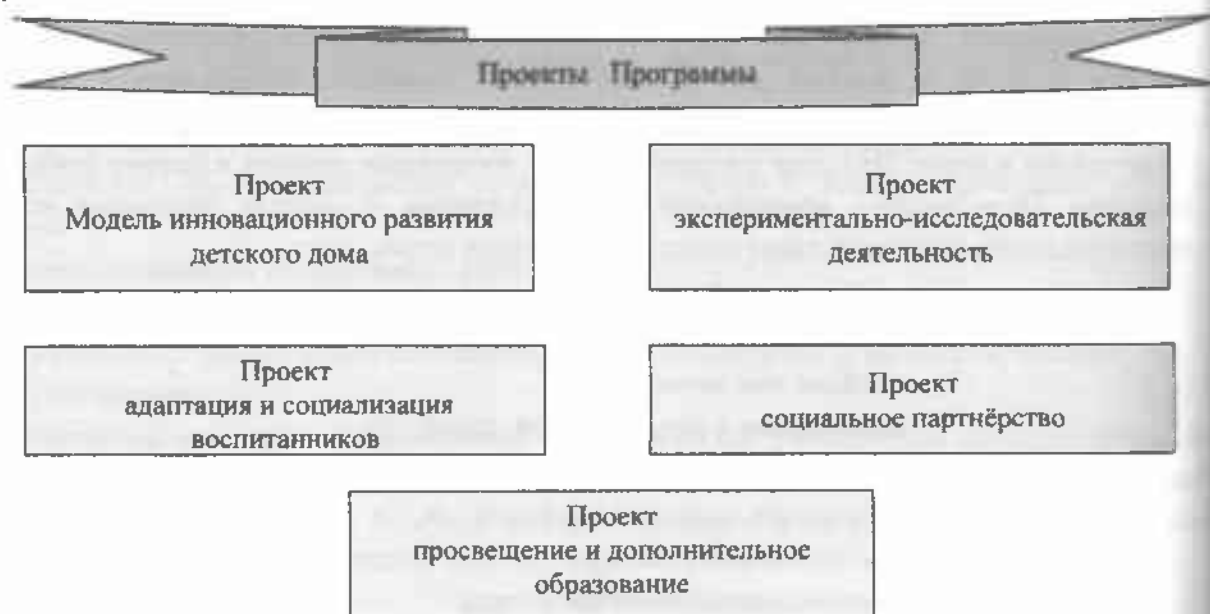 Проекты Программы
Проект
Модель инновационного развития
детского дома
Проект
экспериментально-исследовательская
деятельность
Проект
адаптация и социализация
воспитанников
Проект
социальное партнёрство
Проект
просвещение и дополнительное
образование